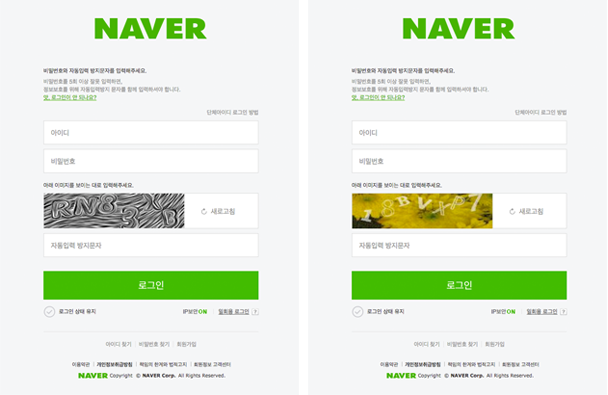 NAVER
비밀번호와 자동입력 방지문자를 입력해주세요.
비밀번호를 5회 이상 잘못 입력하면,
정보보호를 위해 자동입력방지 문자를 함께 입력하셔야 합니다.
앗, 로그인이 안 되나요?
단체아이디 로그인 방법
아이디
비밀번호
아래 이미지를 보이는 대로 입력해주세요.
새로고침
자동입력 방지문자
로그인
로그인 상태 유지 IP보안 ON 일회용 로그인 ?
아이디 찾기 | 비밀번호 찾기 | 회원가입
이용약관 | 개인정보취급방침 | 책임의 한계와 법적고지 | 회원정보 고객센터
NAVER Copyright © NAVER Corp. All Rights Reserved.
NAVER
비밀번호와 자동입력 방지문자를 입력해주세요.
비밀번호를 5회 이상 잘못 입력하면,
정보보호를 위해 자동입력방지 문자를 함께 입력하셔야 합니다.
앗, 로그인이 안 되나요?
단체아이디 로그인 방법
아이디
비밀번호
아래 이미지를 보이는 대로 입력해주세요.
새로고침
자동입력 방지문자
로그인
로그인 상태 유지 IP보안 ON 일회용 로그인 ?
아이디 찾기 | 비밀번호 찾기 | 회원가입
이용약관 | 개인정보취급방침 | 책임의 한계와 법적고지 | 회원정보 고객센터
NAVER Copyright © NAVER Corp. All Rights Reserved.